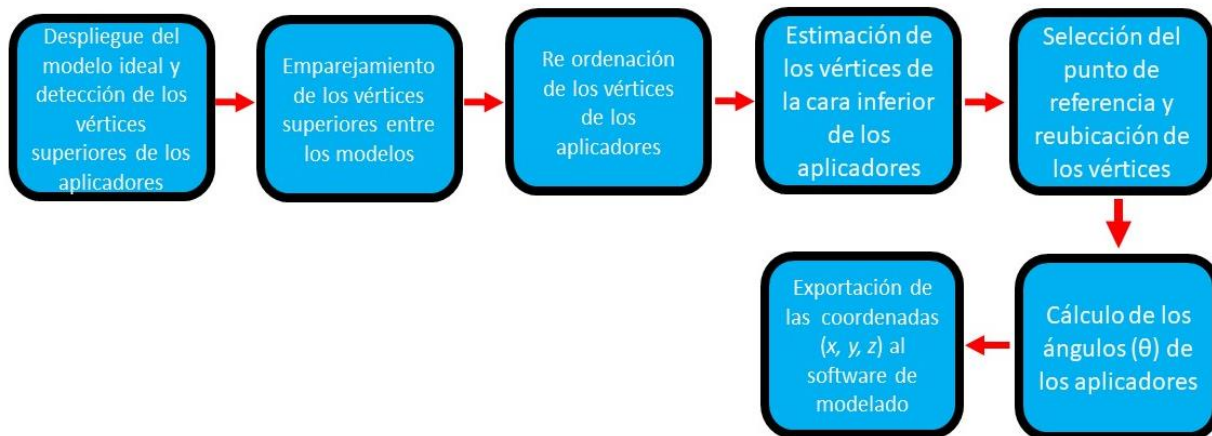 Despliegue del
modelo ideal y
detección de los
vértices
superiores de los
aplicadores
Emparejamiento
de los vértices
superiores entre
los modelos
Re ordenación
de los vértices
de los
aplicadores
Estimación de
los vértices de
la cara inferior
de los
aplicadores
Selección del
punto de
referencia y
reubicación de
los vértices
Cálculo de los
ángulos (θ) de
los aplicadores
Exportación de
las coordenadas
(x, y, z) al
software de
modelado